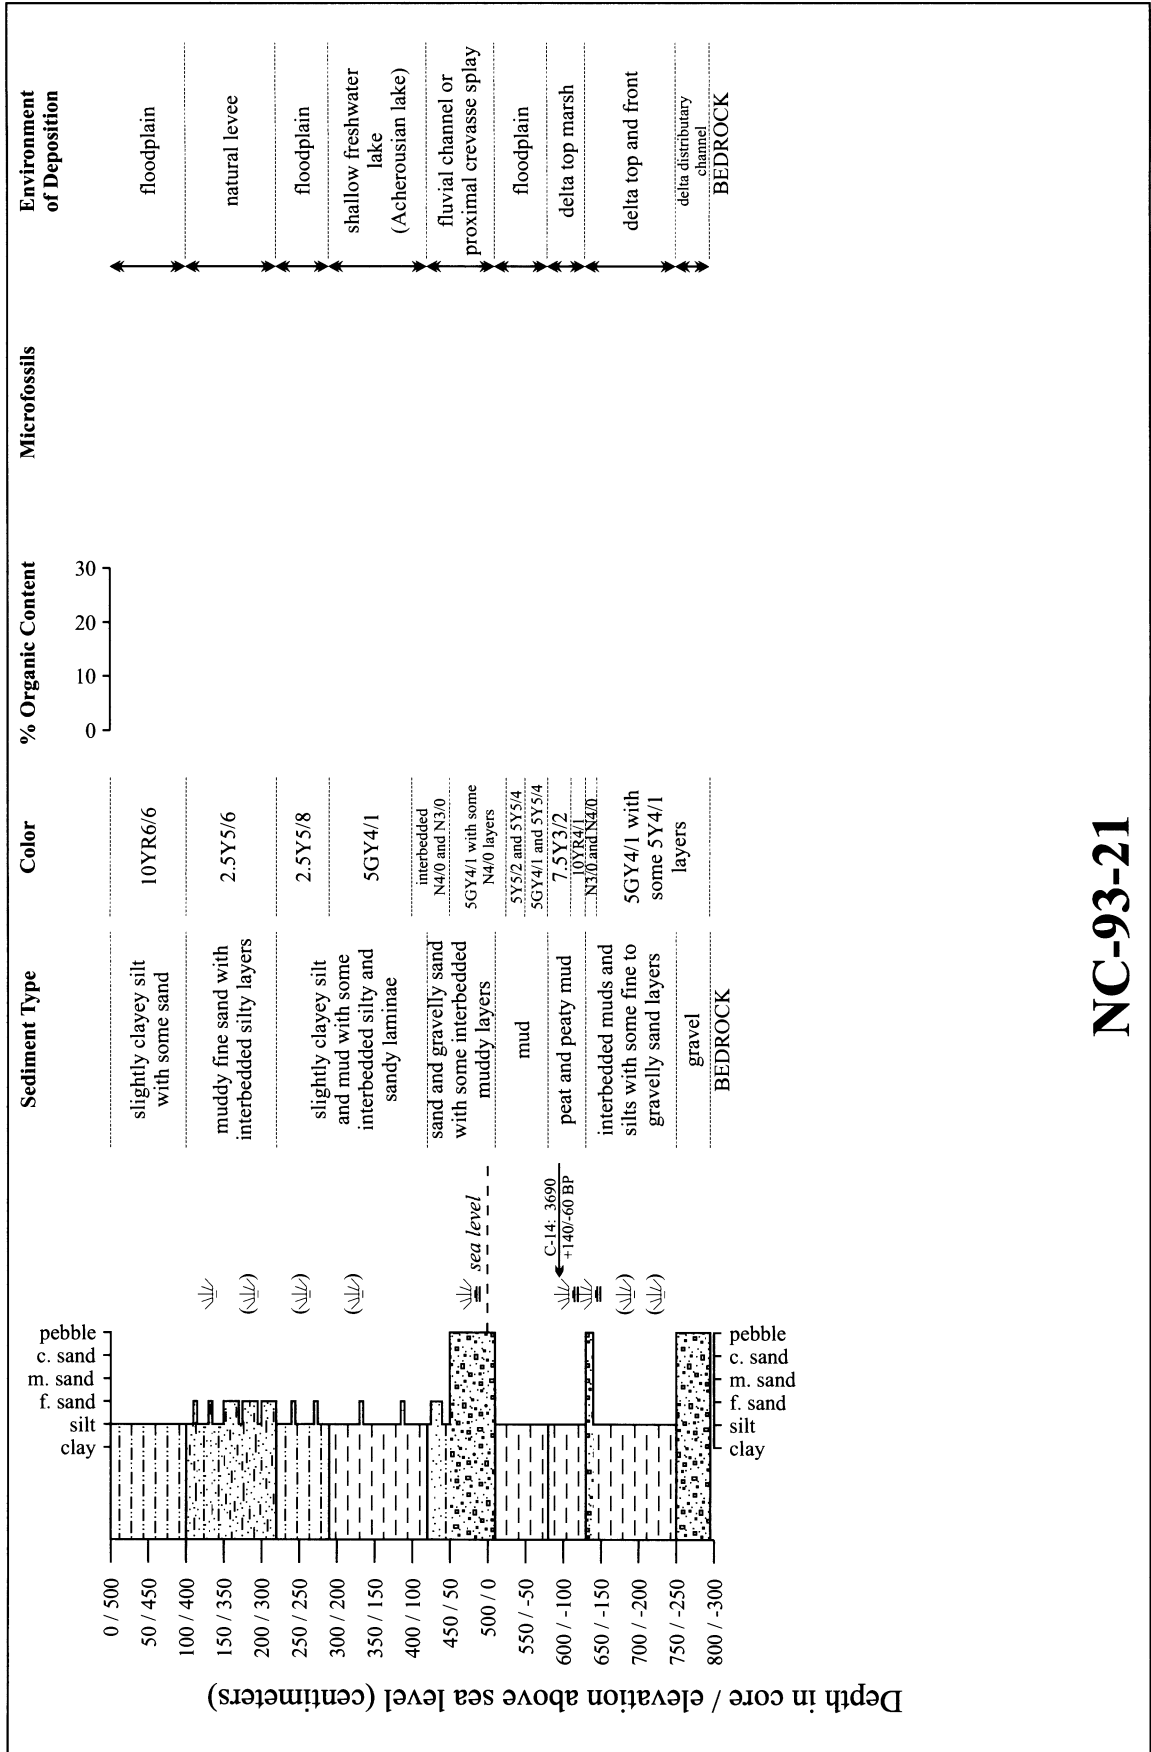 Sediment Type
Color
% Organic Content
Microfossils
Environment
of Deposition
Depth in core / elevation above sea level (centimeters)
0 / 500
50 / 450
100 / 400
150 / 350
200 / 300
250 / 250
300 / 200
350 / 150
400 / 100
450 / 50
500 / 0
550 / -50
600 / -100
650 / -150
700 / -200
750 / -250
800 / -300
pebble
c. sand
m. sand
f. sand
silt
clay
pebble
c. sand
m. sand
f. sand
silt
clay
sea level
C-14: 3690
+140/-60 BP
slightly clayey silt
with some sand
muddy fine sand with
interbedded silty layers
slightly clayey silt
and mud with some
interbedded silty and
sandy laminae
sand and gravelly sand
with some interbedded
muddy layers
mud
peat and peaty mud
interbedded muds and
silts with some fine to
gravelly sand layers
gravel
BEDROCK
10YR6/6
2.5Y5/6
2.5Y5/8
5GY4/1
interbedded
N4/0 and N3/0
5GY4/1 with some
N4/0 layers
5Y5/2 and 5Y5/4
5GY4/1 and 5Y5/4
7.5Y3/2
10YR4/1
N3/0 and N4/0
5GY4/1 with
some 5Y4/1
layers
0
10
20
30
floodplain
natural levee
floodplain
shallow freshwater
lake
(Acherousian lake)
fluvial channel or
proximal crevasse splay
floodplain
delta top marsh
delta top and front
delta distributary
channel
BEDROCK
NC-93-21